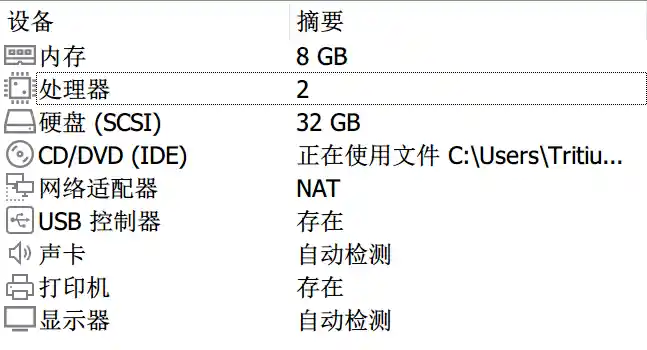 设备 摘要
内存 8 GB
处理器 2
硬盘 (SCSI) 32 GB
CD/DVD (IDE) 正在使用文件 C:\Users\Tritiu...
网络适配器 NAT
USB 控制器 存在
声卡 自动检测
打印机 存在
显示器 自动检测